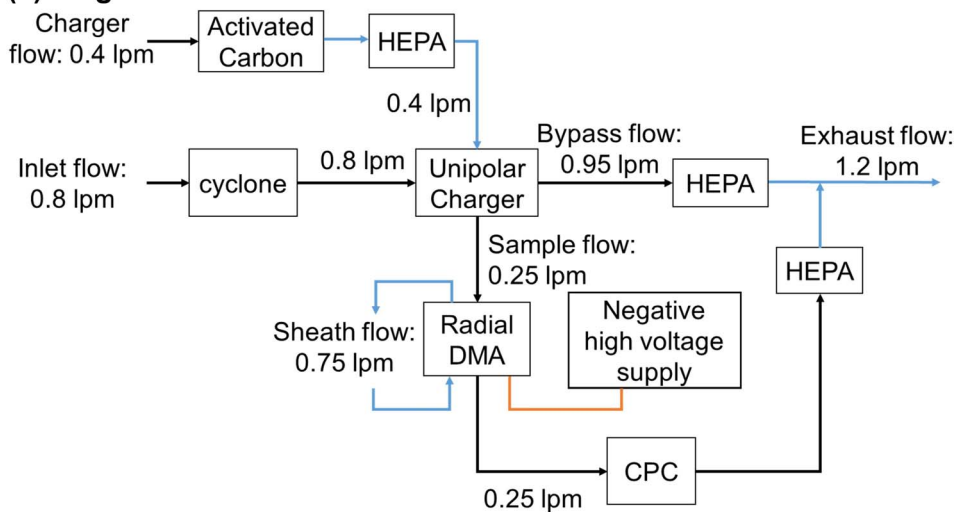 Charger
flow: 0.4 lpm
Activated
Carbon
HEPA
0.4 lpm
Inlet flow:
0.8 lpm
cyclone
0.8 lpm
Unipolar
Charger
Bypass flow:
0.95 lpm
HEPA
Exhaust flow:
1.2 lpm
Sample flow:
0.25 lpm
HEPA
Sheath flow:
0.75 lpm
Radial
DMA
Negative
high voltage
supply
0.25 lpm
CPC